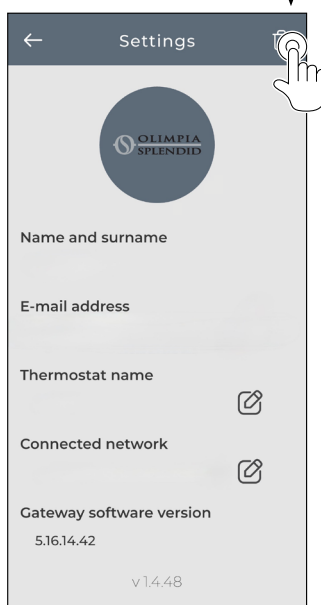 Settings
OLIMPIA
SPLENDID
Name and surname
E-mail address
Thermostat name
Connected network
Gateway software version
5.16.14.42
v 1.4.48